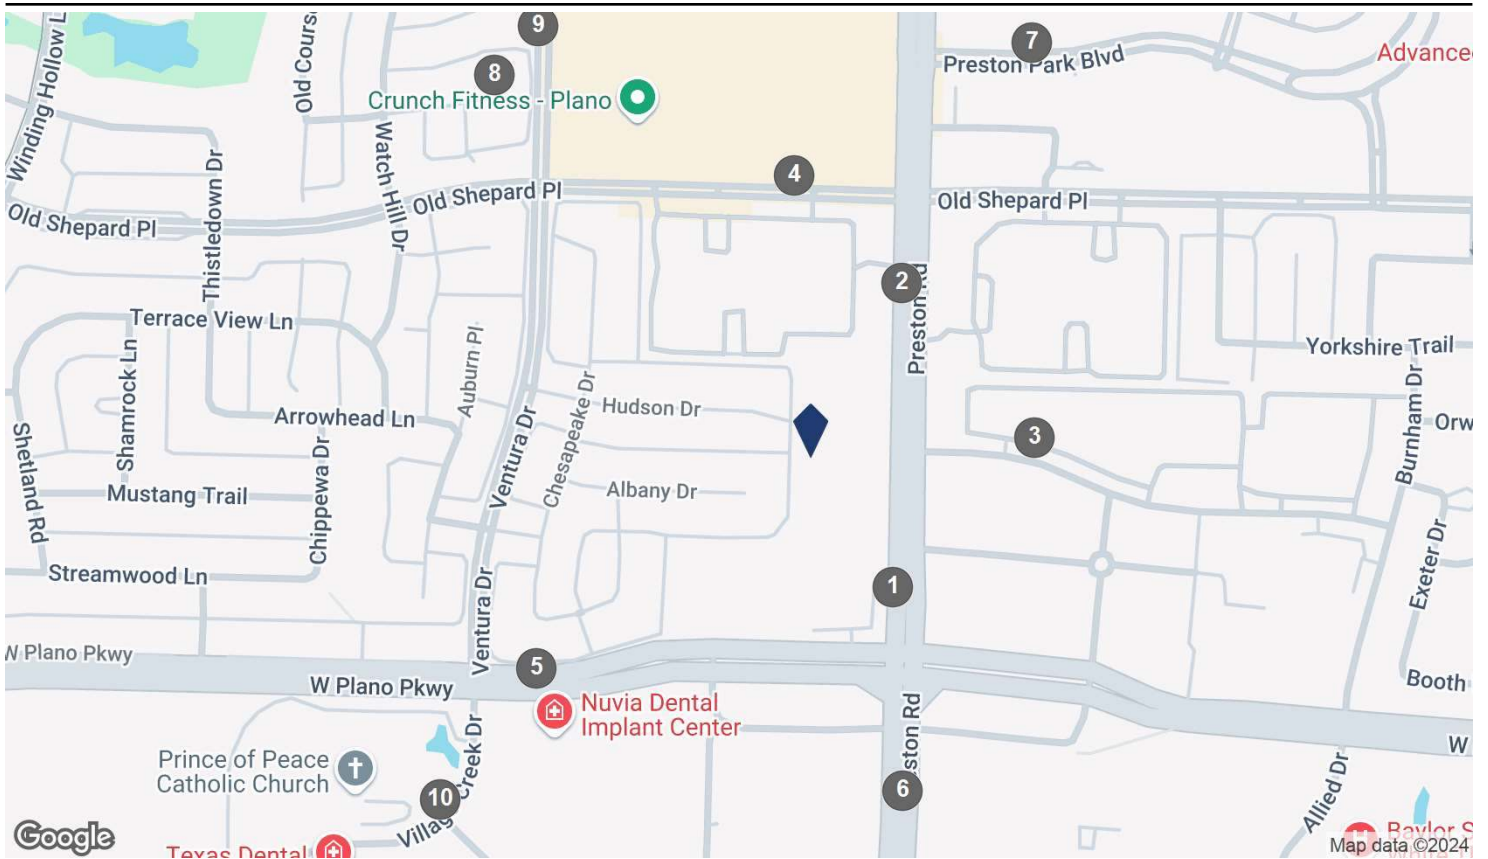 9
7
Winding Hollow L
Old Course
8
Preston Park Blvd
Advance
Crunch Fitness - Plano
Watch Hill Dr
Thistledown Dr
4
Old Shepard Pl
Old Shepard Pl
Old Shepard Pl
2
Preston Rd
Terrace View Ln
Auburn Pl
Shamrock Ln
Yorkshire Trail
Burnham Dr
Chesapeake Dr
Hudson Dr
Arrowhead Ln
Ventura Dr
Orw
3
Shetland Rd
Chippewa Dr
Mustang Trail
Albany Dr
Exeter Dr
Streamwood Ln
Ventura Dr
1
W Plano Pkwy
5
W Plano Pkwy
Booth
Nuvia Dental
Implant Center
eston Rd
W
Prince of Peace
Catholic Church
Creek Dr
10
6
Allied Dr
Villag
Google
Texas Dental
H
Baylor S
Map data ©2024